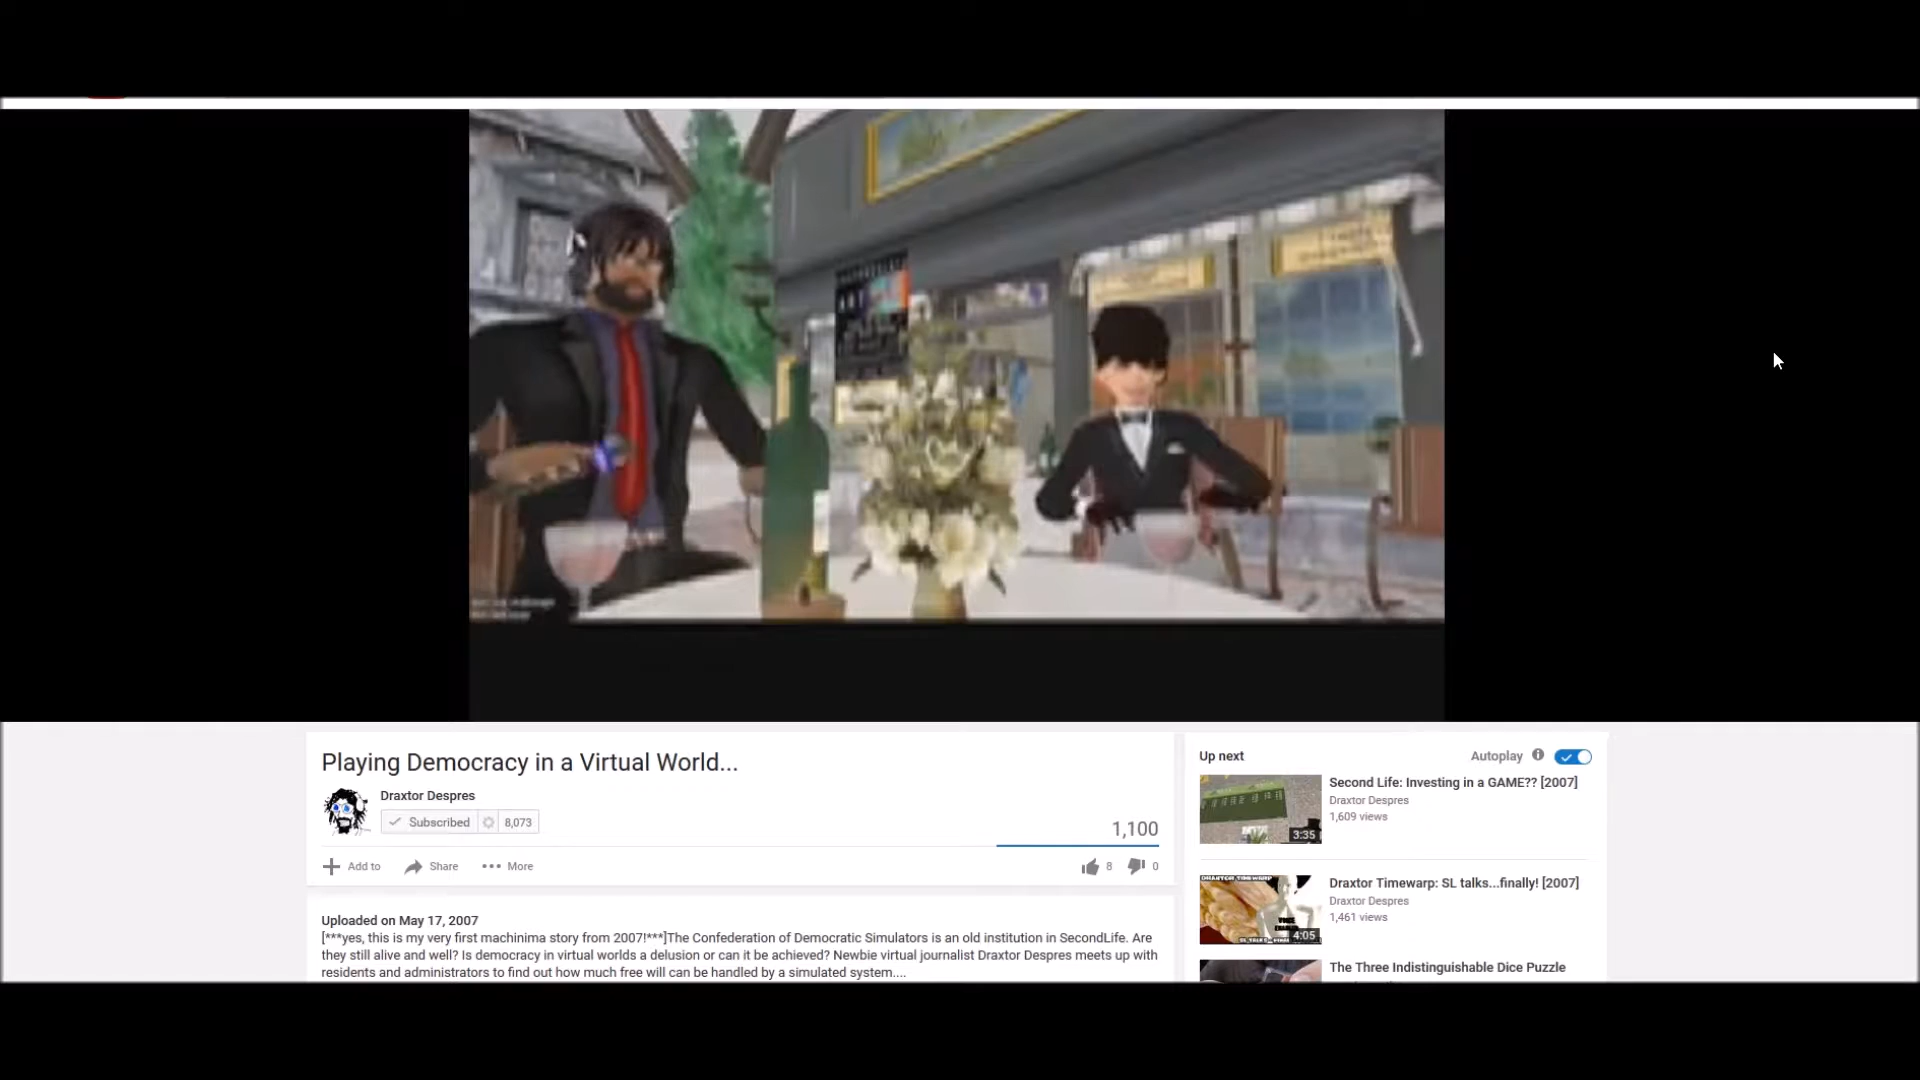 Playing Democracy in a Virtual World...
Draxtor Despres
Subscribed 8,073
1,100
Add to Share More 8 0
Uploaded on May 17, 2007
[***yes, this is my very first machinima story from 2007!***]The Confederation of Democratic Simulators is an old institution in SecondLife. Are
they still alive and well? Is democracy in virtual worlds a delusion or can it be achieved? Newbie virtual journalist Draxtor Despres meets up with
residents and administrators to find out how much free will can be handled by a simulated system....
Up next Autoplay
Second Life: Investing in a GAME?? [2007]
Draxtor Despres
1,609 views
3:35
DRAXTOR TIMEWARP
Draxtor Timewarp: SL talks...finally! [2007]
Draxtor Despres
1,461 views
4:05
The Three Indistinguishable Dice Puzzle